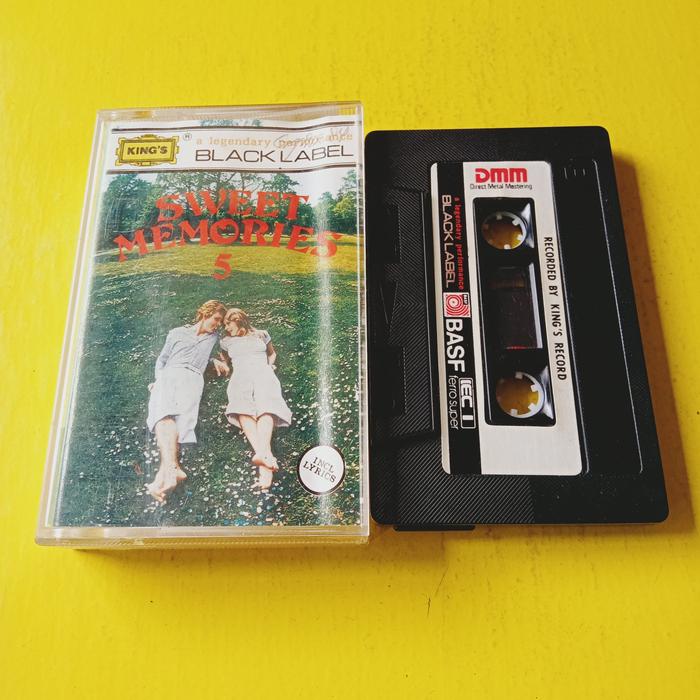 KING'S
®
a legendary performance
BLACK LABEL
SWEET
MEMORIES
5
INCL
LYRICS
DMM
Direct Metal Mastering
a legendary performance
BLACK LABEL
BASF IEC I
ferro super
RECORDED BY KING'S RECORD